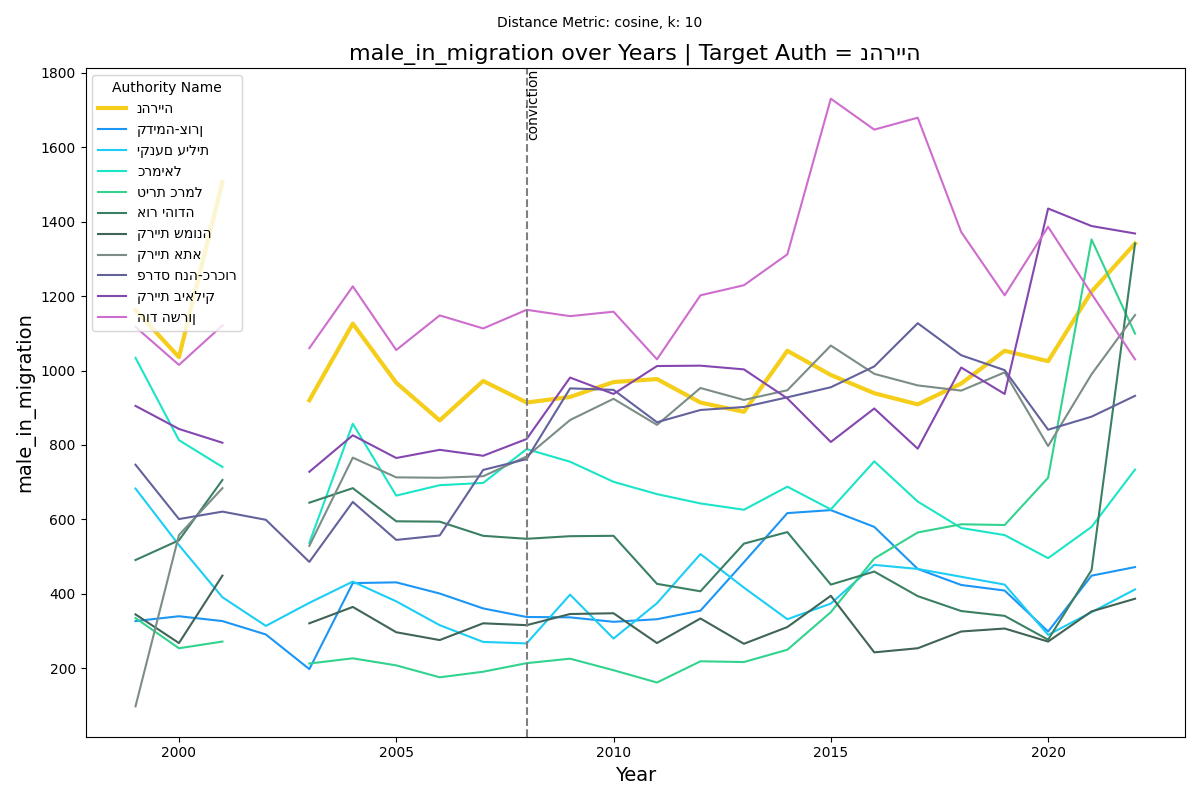 Distance Metric: cosine, k: 10
male_in_migration over Years | Target Auth = נהרייה
Authority Name
נהרייה
קדימה-צורן
יקנעם עילית
כרמיאל
טירת כרמל
אור יהודה
קריית שמונה
קריית אתא
פרדס חנה-כרכור
קריית ביאליק
הוד השרון
conviction
male_in_migration
1800
1600
1400
1200
1000
800
600
400
200
2000
2005
2010
2015
2020
Year